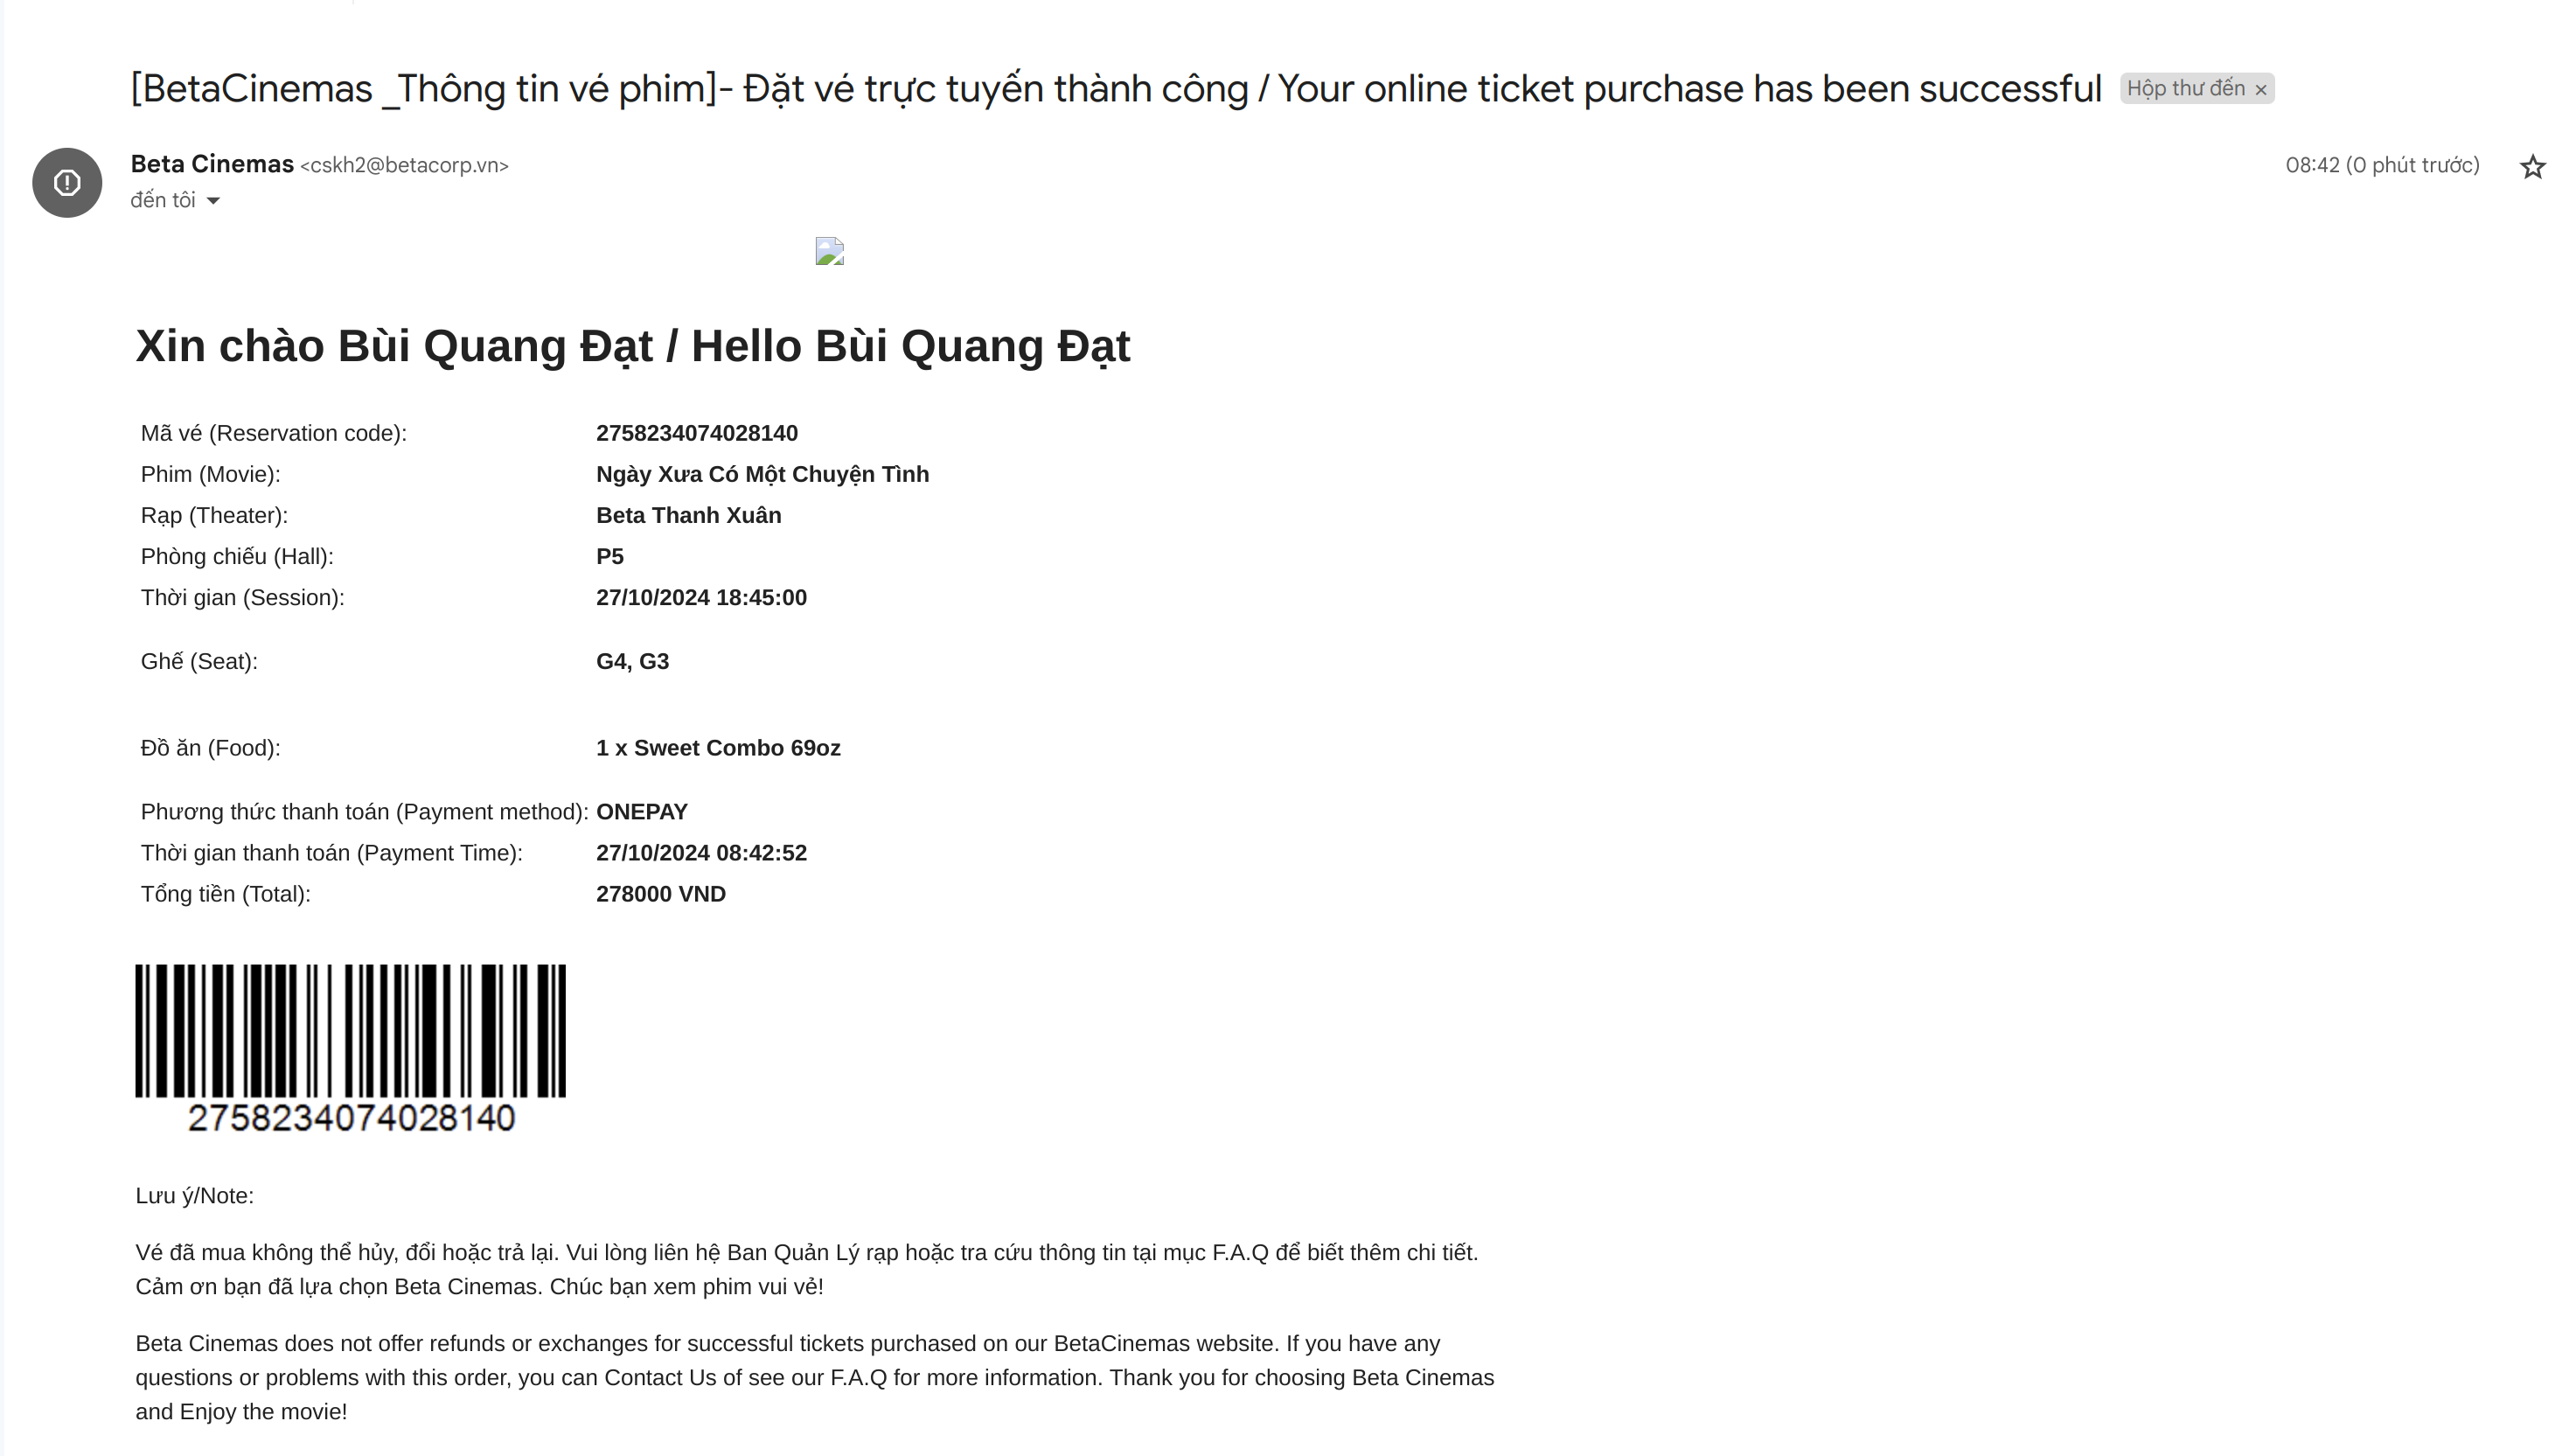 [BetaCinemas _Thông tin vé phim]- Đặt vé trực tuyến thành công / Your online ticket purchase has been successful Hộp thư đến ×
Beta Cinemas <cskh2@betacorp.vn> 08:42 (0 phút trước)
đến tôi
Xin chào Bùi Quang Đạt / Hello Bùi Quang Đạt
Mã vé (Reservation code): 2758234074028140
Phim (Movie): Ngày Xưa Có Một Chuyện Tình
Rạp (Theater): Beta Thanh Xuân
Phòng chiếu (Hall): P5
Thời gian (Session): 27/10/2024 18:45:00
Ghế (Seat): G4, G3
Đồ ăn (Food): 1 x Sweet Combo 69oz
Phương thức thanh toán (Payment method): ONEPAY
Thời gian thanh toán (Payment Time): 27/10/2024 08:42:52
Tổng tiền (Total): 278000 VND
2758234074028140
Lưu ý/Note:
Vé đã mua không thể hủy, đổi hoặc trả lại. Vui lòng liên hệ Ban Quản Lý rạp hoặc tra cứu thông tin tại mục F.A.Q để biết thêm chi tiết.
Cảm ơn bạn đã lựa chọn Beta Cinemas. Chúc bạn xem phim vui vẻ!
Beta Cinemas does not offer refunds or exchanges for successful tickets purchased on our BetaCinemas website. If you have any
questions or problems with this order, you can Contact Us of see our F.A.Q for more information. Thank you for choosing Beta Cinemas
and Enjoy the movie!